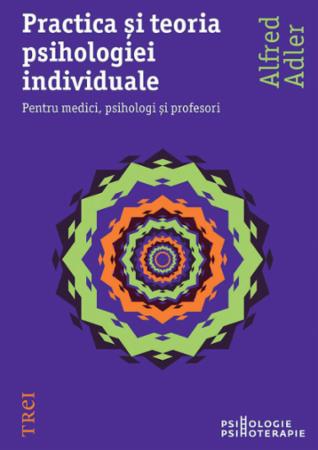 Practica și teoria
psihologiei
individuale
Pentru medici, psihologi și profesori
Alfred
Adler
TREI
PSIHOLOGIE
PSIHOTERAPIE